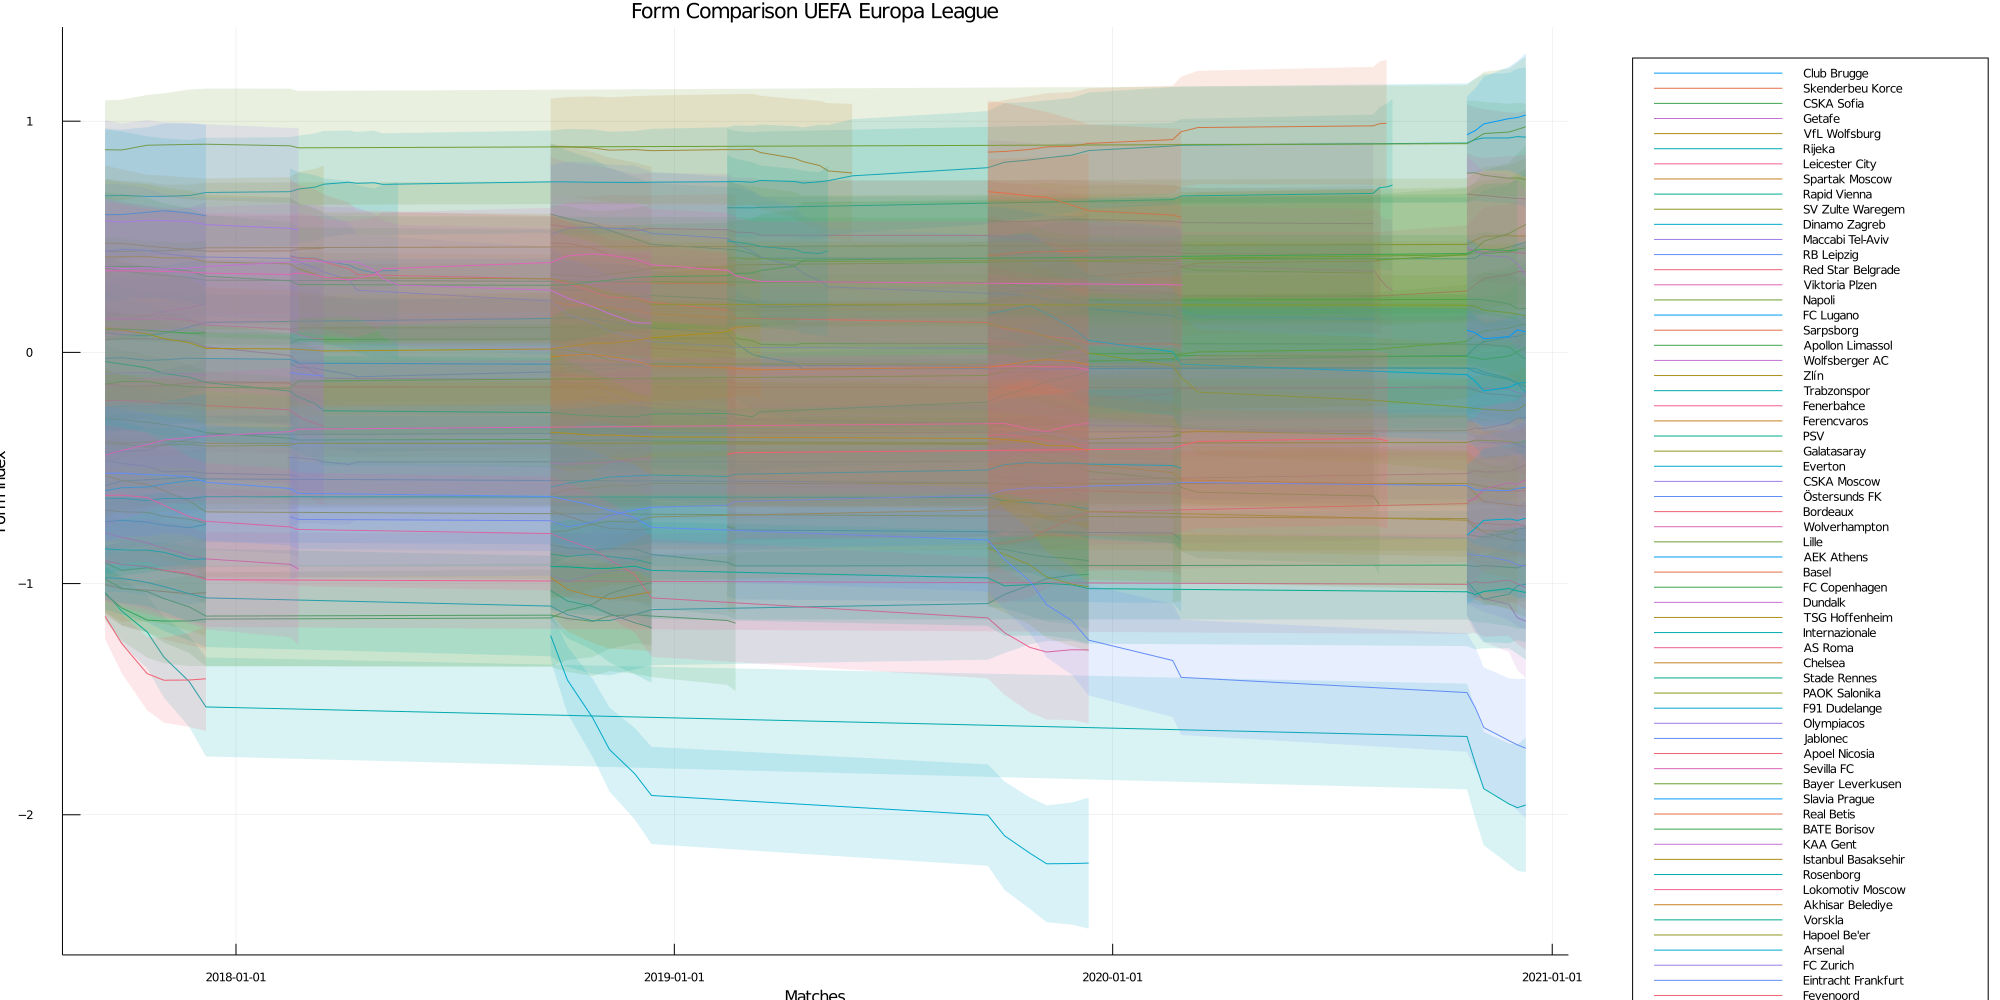 Form Comparison UEFA Europa League
1
0
−1
−2
2018-01-01
2019-01-01
2020-01-01
2021-01-01
Matches
Form Index
Club Brugge
Skenderbeu Korce
CSKA Sofia
Getafe
VfL Wolfsburg
Rijeka
Leicester City
Spartak Moscow
Rapid Vienna
SV Zulte Waregem
Dinamo Zagreb
Maccabi Tel-Aviv
RB Leipzig
Red Star Belgrade
Viktoria Plzen
Napoli
FC Lugano
Sarpsborg
Apollon Limassol
Wolfsberger AC
Zlín
Trabzonspor
Fenerbahce
Ferencvaros
PSV
Galatasaray
Everton
CSKA Moscow
Östersunds FK
Bordeaux
Wolverhampton
Lille
AEK Athens
Basel
FC Copenhagen
Dundalk
TSG Hoffenheim
Internazionale
AS Roma
Chelsea
Stade Rennes
PAOK Salonika
F91 Dudelange
Olympiacos
Jablonec
Apoel Nicosia
Sevilla FC
Bayer Leverkusen
Slavia Prague
Real Betis
BATE Borisov
KAA Gent
Istanbul Basaksehir
Rosenborg
Lokomotiv Moscow
Akhisar Belediye
Vorskla
Hapoel Be'er
Arsenal
FC Zurich
Eintracht Frankfurt
Feyenoord